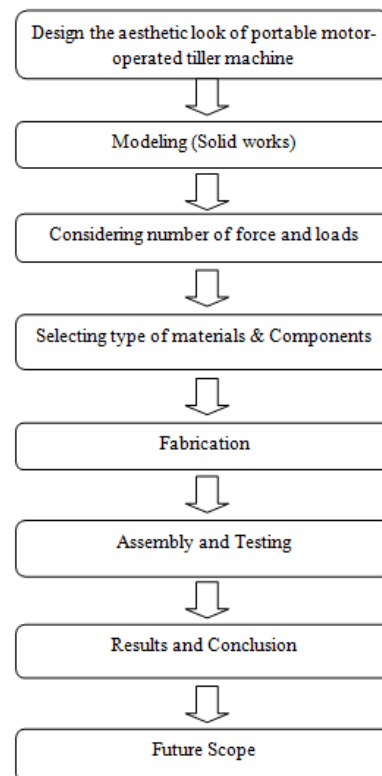 Design the aesthetic look of portable motor-
operated tiller machine
Modeling (Solid works)
Considering number of force and loads
Selecting type of materials & Components
Fabrication
Assembly and Testing
Results and Conclusion
Future Scope